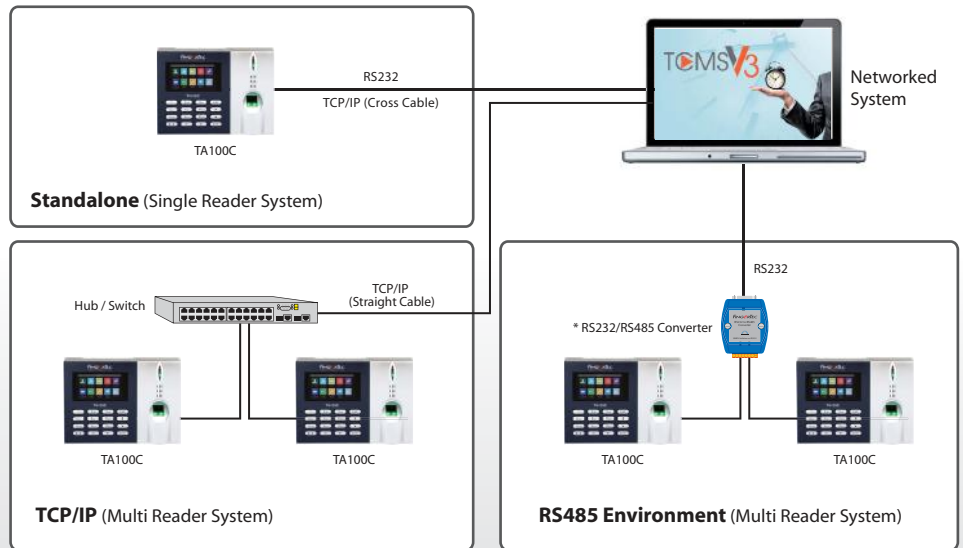 RS232
TCP/IP (Cross Cable)
TA100C
Standalone (Single Reader System)
TCMSV3
Networked
System
Hub / Switch
TCP/IP
(Straight Cable)
TA100C
TA100C
TCP/IP (Multi Reader System)
RS232
* RS232/RS485 Converter
TA100C
TA100C
RS485 Environment (Multi Reader System)